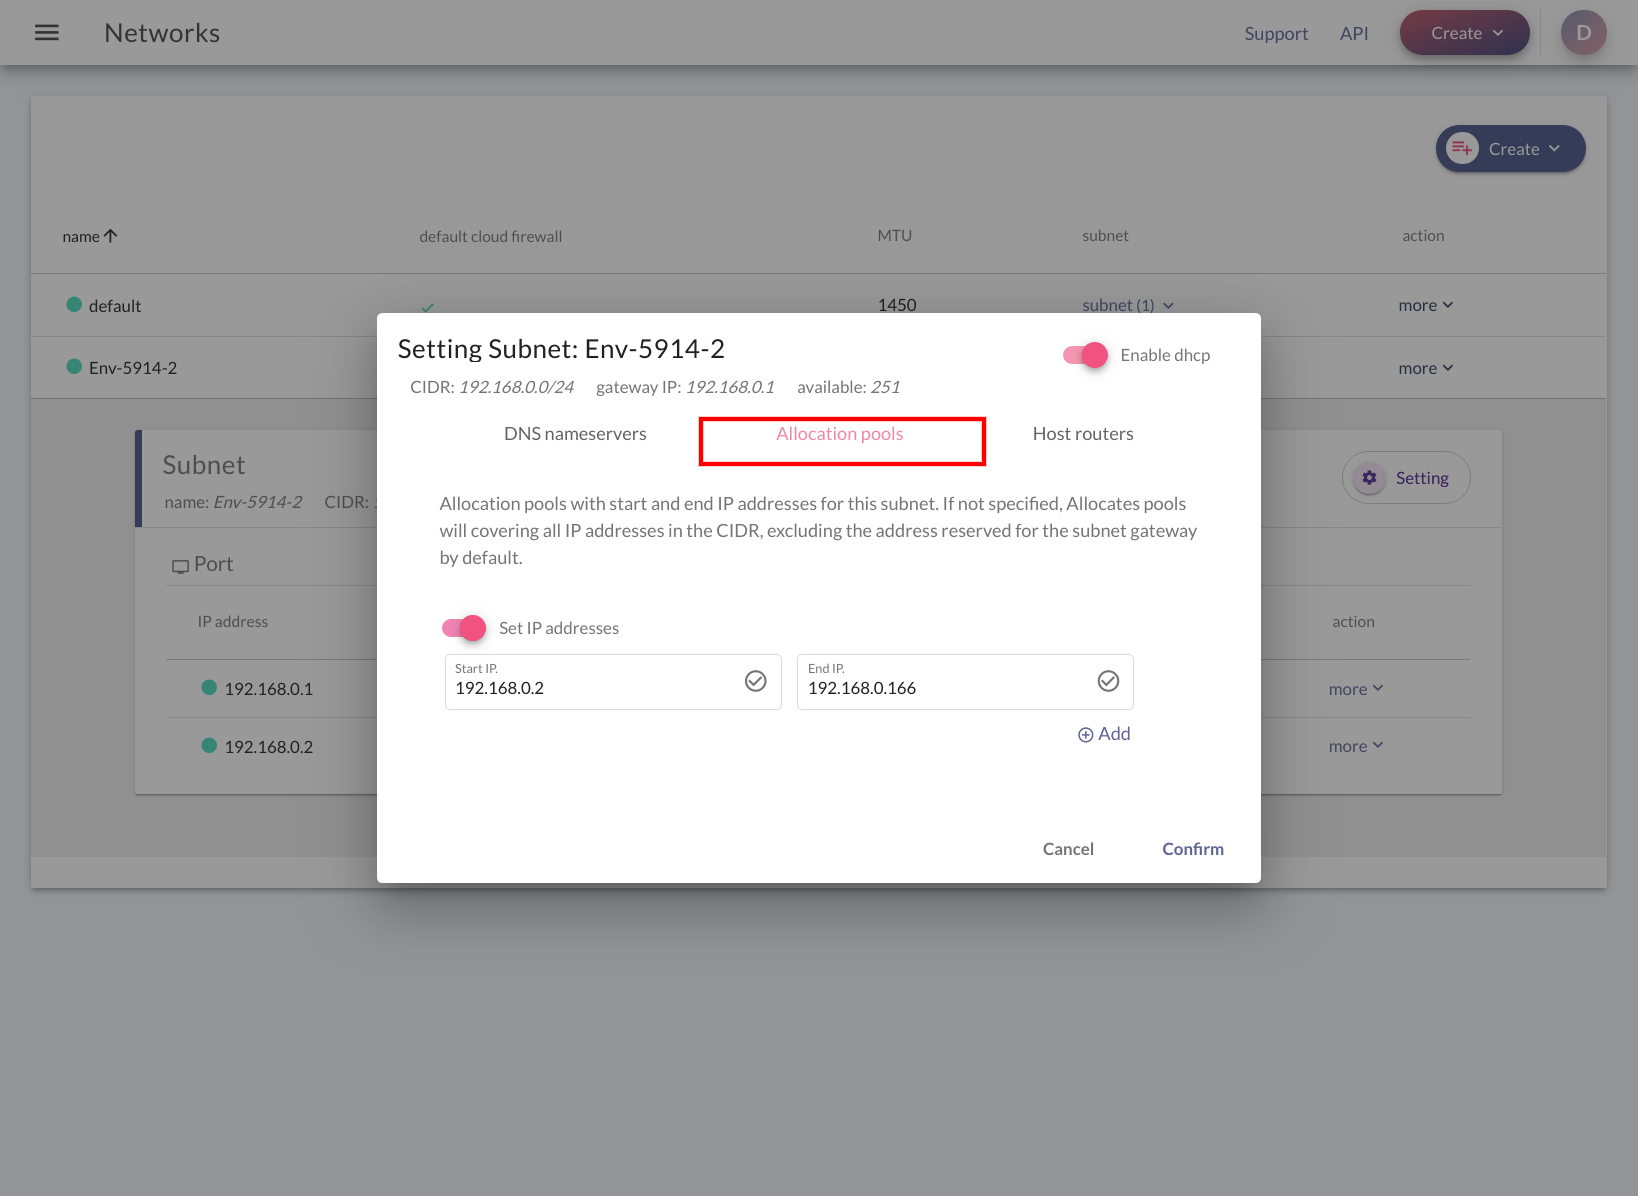 Networks
Support API Create D
Create
name default cloud firewall MTU subnet action
default 1450 subnet (1) more
Env-5914-2 more
Setting Subnet: Env-5914-2
Enable dhcp
CIDR: 192.168.0.0/24 gateway IP: 192.168.0.1 available: 251
DNS nameservers Allocation pools Host routers
Allocation pools with start and end IP addresses for this subnet. If not specified, Allocates pools
will covering all IP addresses in the CIDR, excluding the address reserved for the subnet gateway
by default.
Set IP addresses
Start IP. End IP.
192.168.0.2 192.168.0.166
Add
Cancel Confirm
Subnet
name: Env-5914-2 CIDR:
Setting
Port
IP address action
192.168.0.1 more
192.168.0.2 more